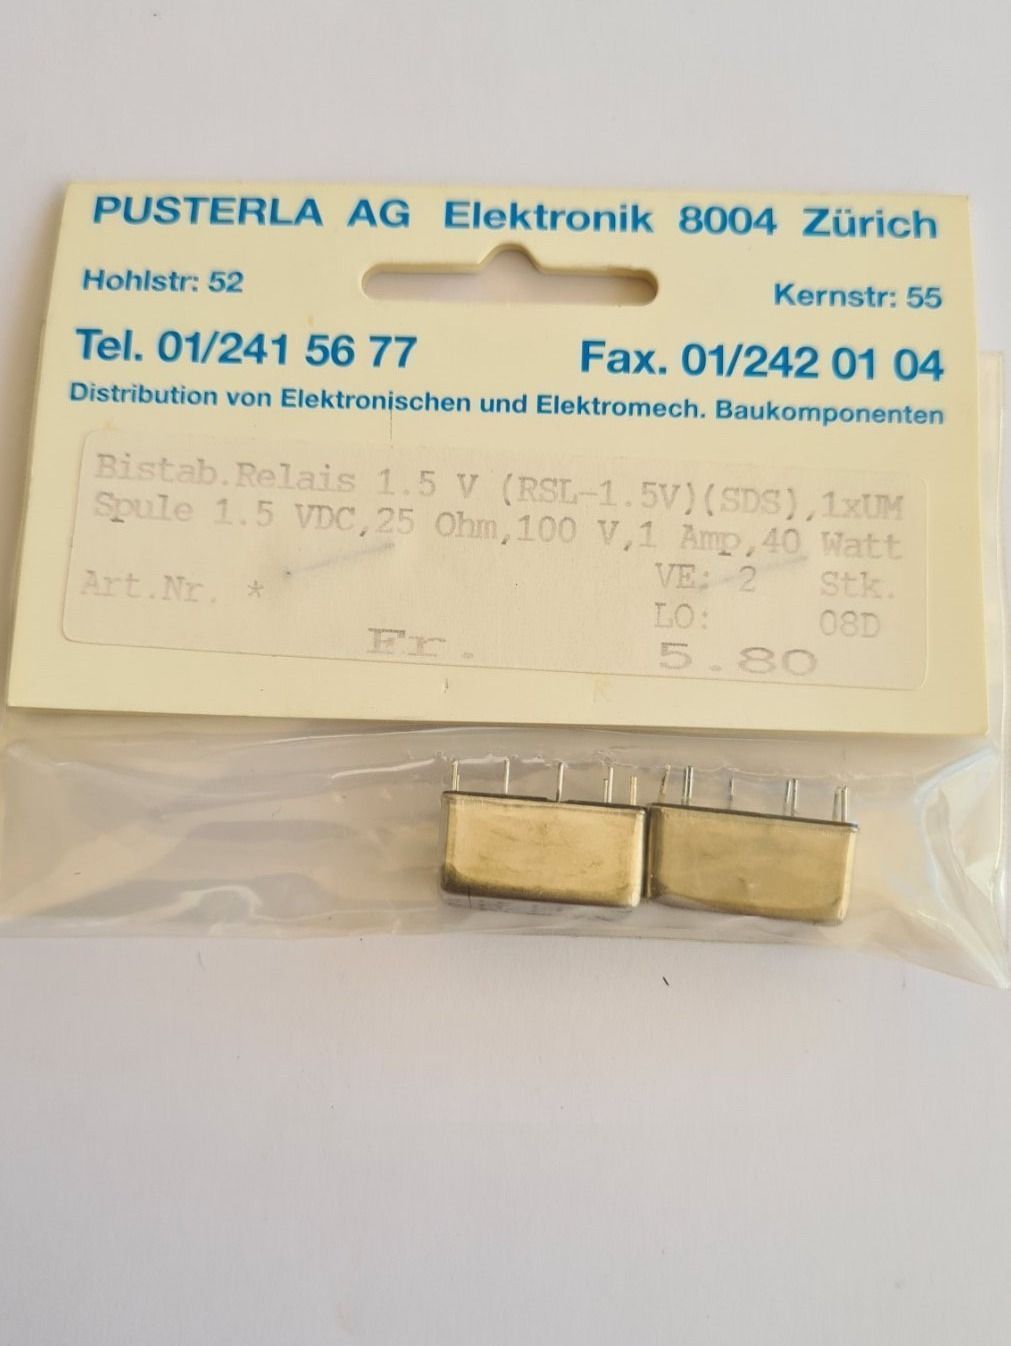 PUSTERLA AG Elektronik 8004 Zürich
Hohlstr: 52
Kernstr: 55
Tel. 01/241 56 77
Fax. 01/242 01 04
Distribution von Elektronischen und Elektromech. Baukomponenten
Bistab.Relais 1.5 V (RSL-1.5V)(SDS),1xUM
Spule 1.5 VDC,25 Ohm,100 V,1 Amp,40 Watt
Art.Nr. *
VE: 2 Stk.
LO: 08D
Fr. 5.80